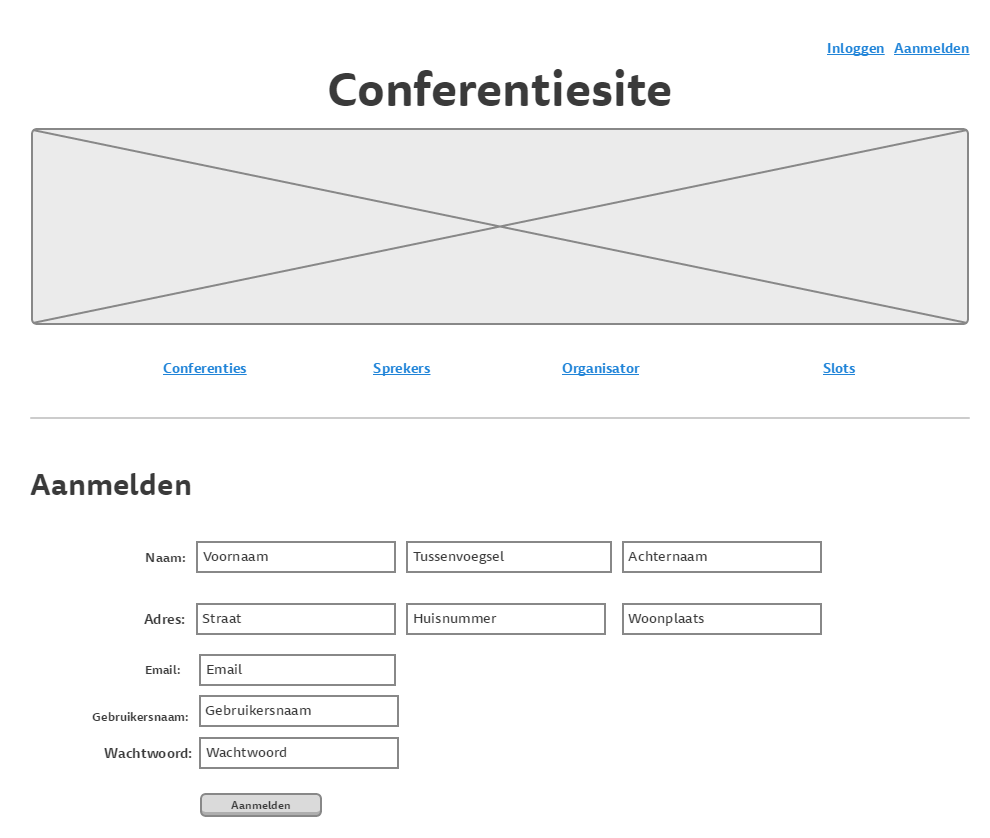 Inloggen Aanmelden
Conferentiesite
Conferenties Sprekers Organisator Slots
Aanmelden
Naam: Voornaam Tussenvoegsel Achternaam
Adres: Straat Huisnummer Woonplaats
Email: Email
Gebruikersnaam: Gebruikersnaam
Wachtwoord: Wachtwoord
Aanmelden